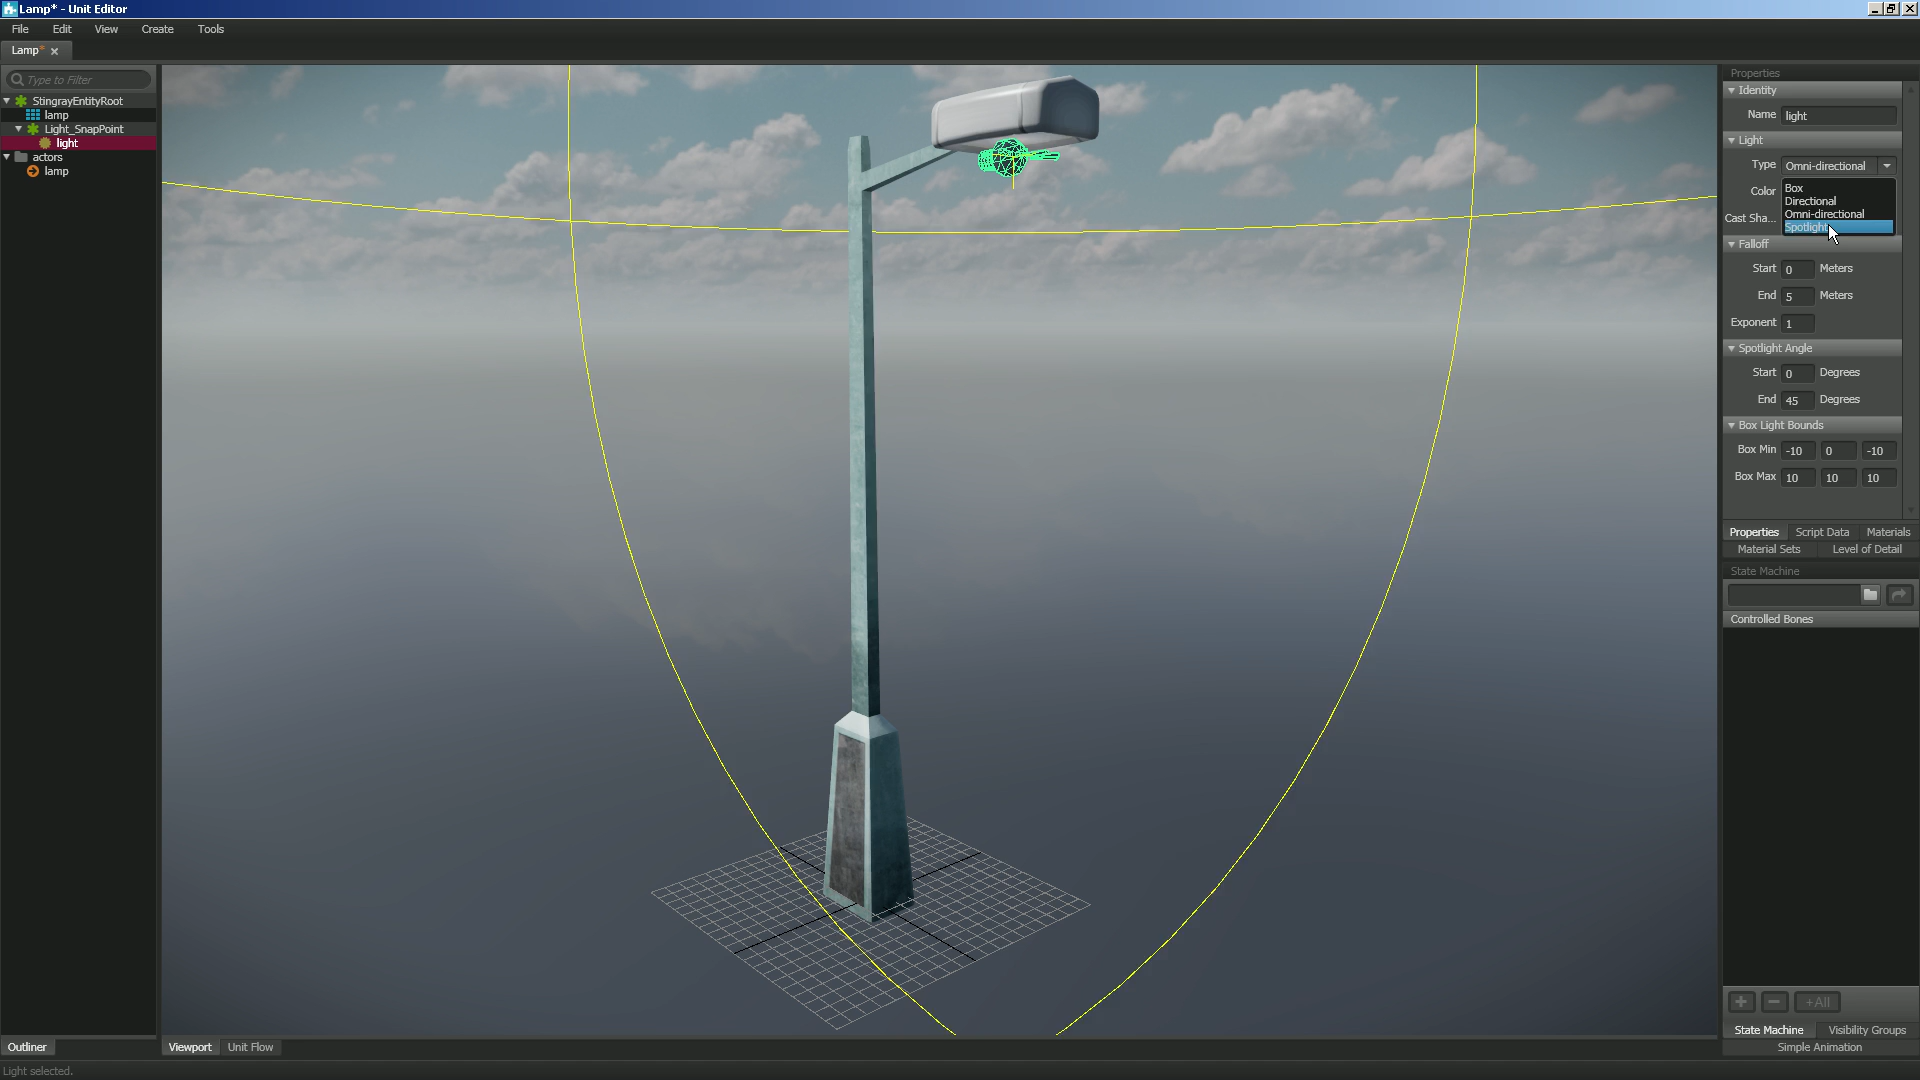 Lamp* - Unit Editor
File Edit View Create Tools
Lamp*
Type to Filter
StingrayEntityRoot
lamp
Light_SnapPoint
light
actors
lamp
Outliner
Viewport Unit Flow
Light selected.
Properties
Identity
Name light
Light
Type Omni-directional
Color
Cast Sha...
Box
Directional
Omni-directional
Spotlight
Falloff
Start 0 Meters
End 5 Meters
Exponent 1
Spotlight Angle
Start 0 Degrees
End 45 Degrees
Box Light Bounds
Box Min -10 0 -10
Box Max 10 10 10
Properties Script Data Materials
Material Sets Level of Detail
State Machine
Controlled Bones
+All
State Machine Visibility Groups
Simple Animation